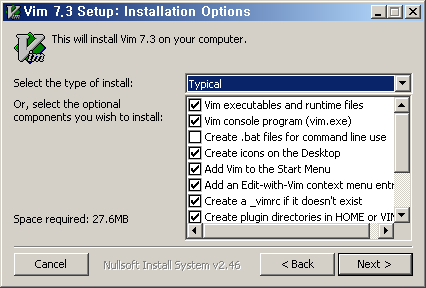 Vim 7.3 Setup: Installation Options
Vim
This will install Vim 7.3 on your computer.
Select the type of install:
Typical
Or, select the optional
components you wish to install:
Vim executables and runtime files
Vim console program (vim.exe)
Create .bat files for command line use
Create icons on the Desktop
Add Vim to the Start Menu
Add an Edit-with-Vim context menu entr
Create a _vimrc if it doesn't exist
Create plugin directories in HOME or VIM
Space required: 27.6MB
Cancel
Nullsoft Install System v2.46
< Back
Next >